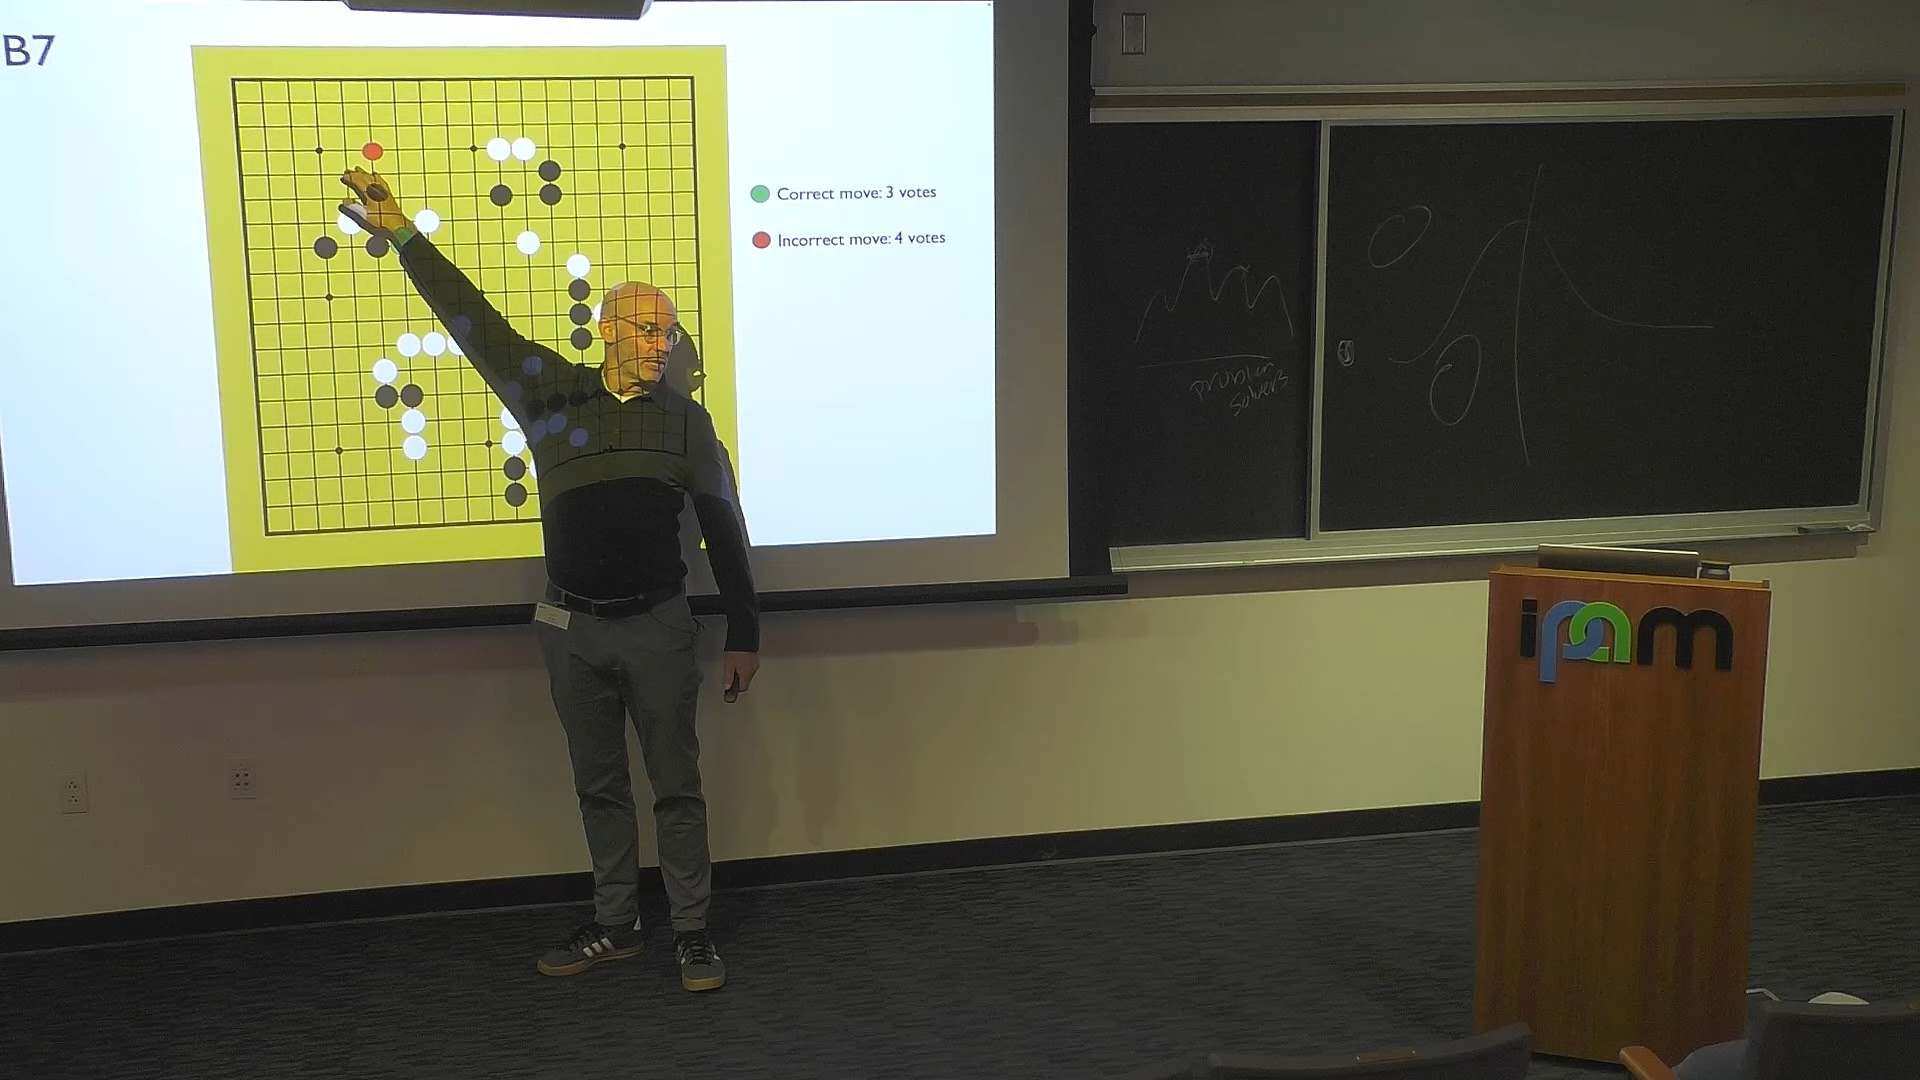 B7
Correct move: 3 votes
Incorrect move: 4 votes
problem
solvers
ipam